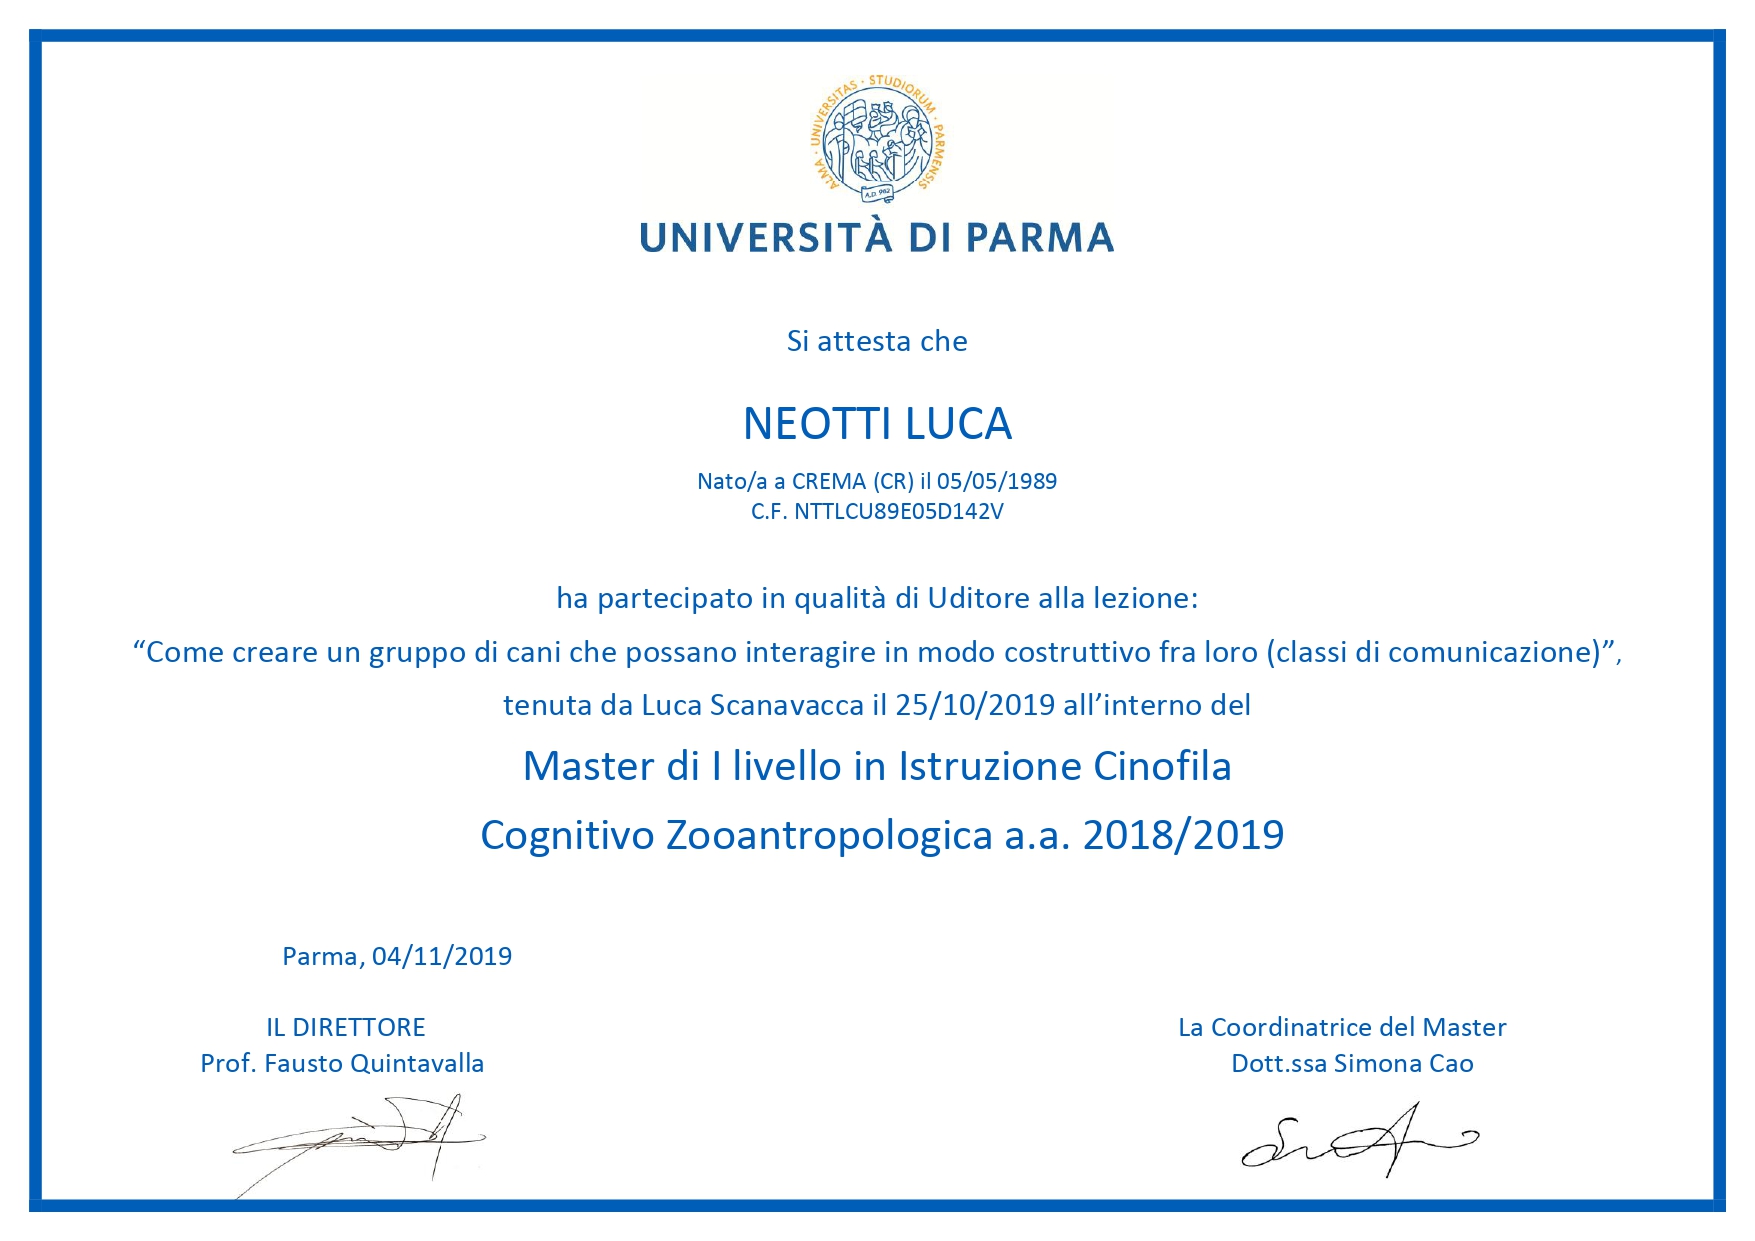 ALMA · UNIVERSITAS · STUDIORUM · PARMENSIS
A.D. 962
UNIVERSITÀ DI PARMA
Si attesta che
NEOTTI LUCA
Nato/a a CREMA (CR) il 05/05/1989
C.F. NTTLCU89E05D142V
ha partecipato in qualità di Uditore alla lezione:
“Come creare un gruppo di cani che possano interagire in modo costruttivo fra loro (classi di comunicazione)”,
tenuta da Luca Scanavacca il 25/10/2019 all’interno del
Master di I livello in Istruzione Cinofila
Cognitivo Zooantropologica a.a. 2018/2019
Parma, 04/11/2019
IL DIRETTORE
Prof. Fausto Quintavalla
La Coordinatrice del Master
Dott.ssa Simona Cao